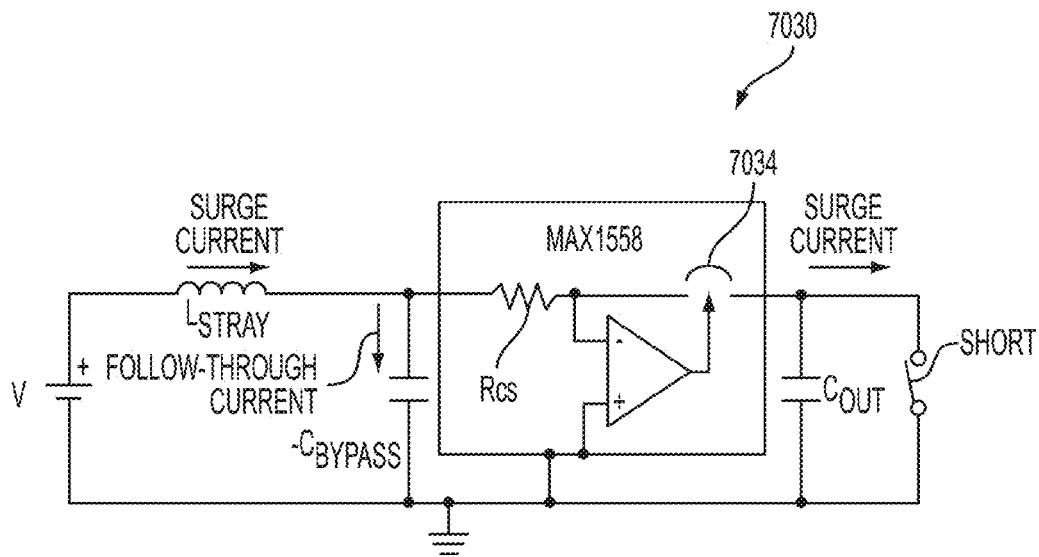 7030
7034
SURGE
CURRENT
MAX1558
SURGE
CURRENT
LSTRAY
FOLLOW-THROUGH
CURRENT
V
+
-CBYPASS
Rcs
-
+
COUT
SHORT